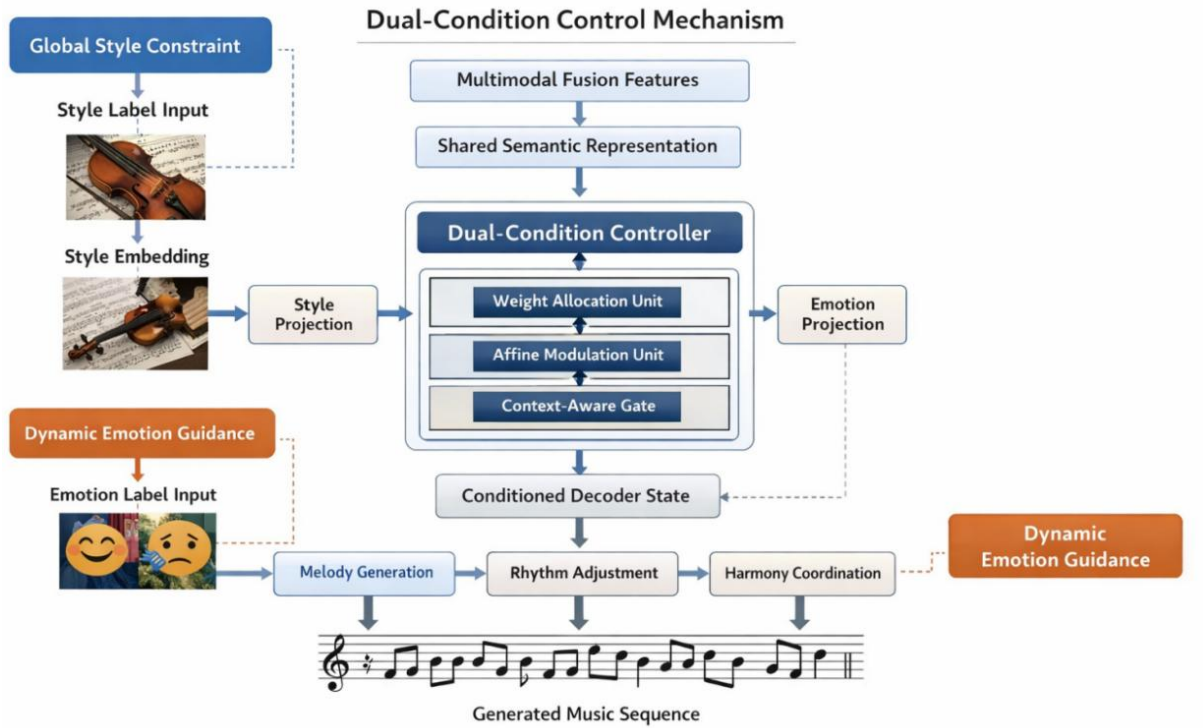 Dual-Condition Control Mechanism
Global Style Constraint
Style Label Input
Style Embedding
Multimodal Fusion Features
Shared Semantic Representation
Dual-Condition Controller
Weight Allocation Unit
Affine Modulation Unit
Context-Aware Gate
Style
Projection
Emotion
Projection
Dynamic Emotion Guidance
Emotion Label Input
Conditioned Decoder State
Melody Generation
Rhythm Adjustment
Harmony Coordination
Dynamic
Emotion Guidance
Generated Music Sequence